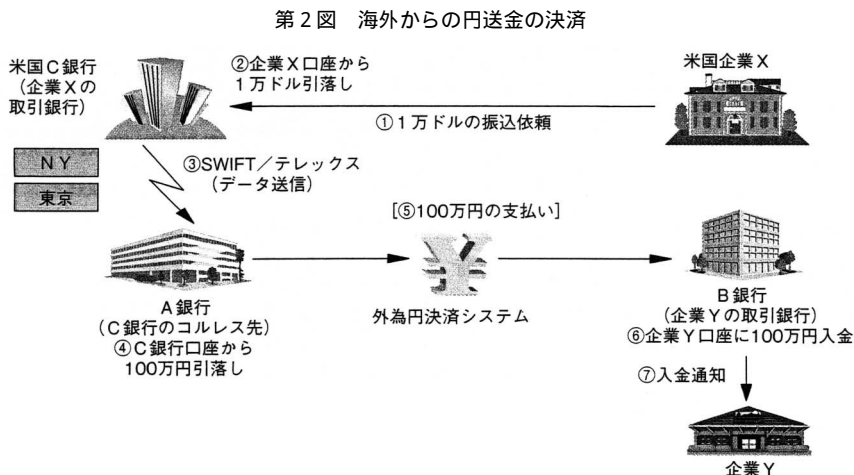 第2図 海外からの円送金の決済
米国C銀行
(企業Xの
取引銀行)
②企業X口座から
1万ドル引落し
米国企業X
①1万ドルの振込依頼
NY
東京
③SWIFT/テレックス
(データ送信)
[⑤100万円の支払い]
A銀行
(C銀行のコルレス先)
④C銀行口座から
100万円引落し
外為円決済システム
B銀行
(企業Yの取引銀行)
⑥企業Y口座に100万円入金
⑦入金通知
企業Y